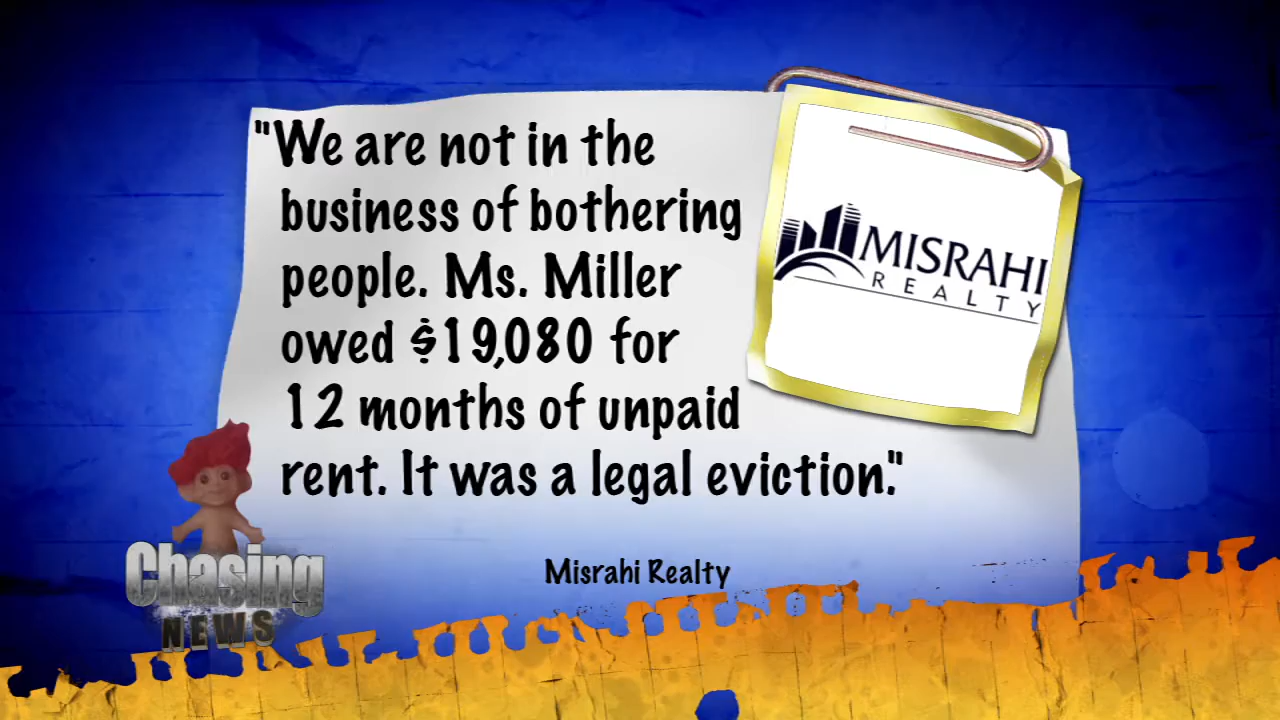 "We are not in the
business of bothering
people. Ms. Miller
owed $19,080 for
12 months of unpaid
rent. It was a legal eviction."
Misrahi Realty
MISRAHI
REALTY
Chasing
NEWS